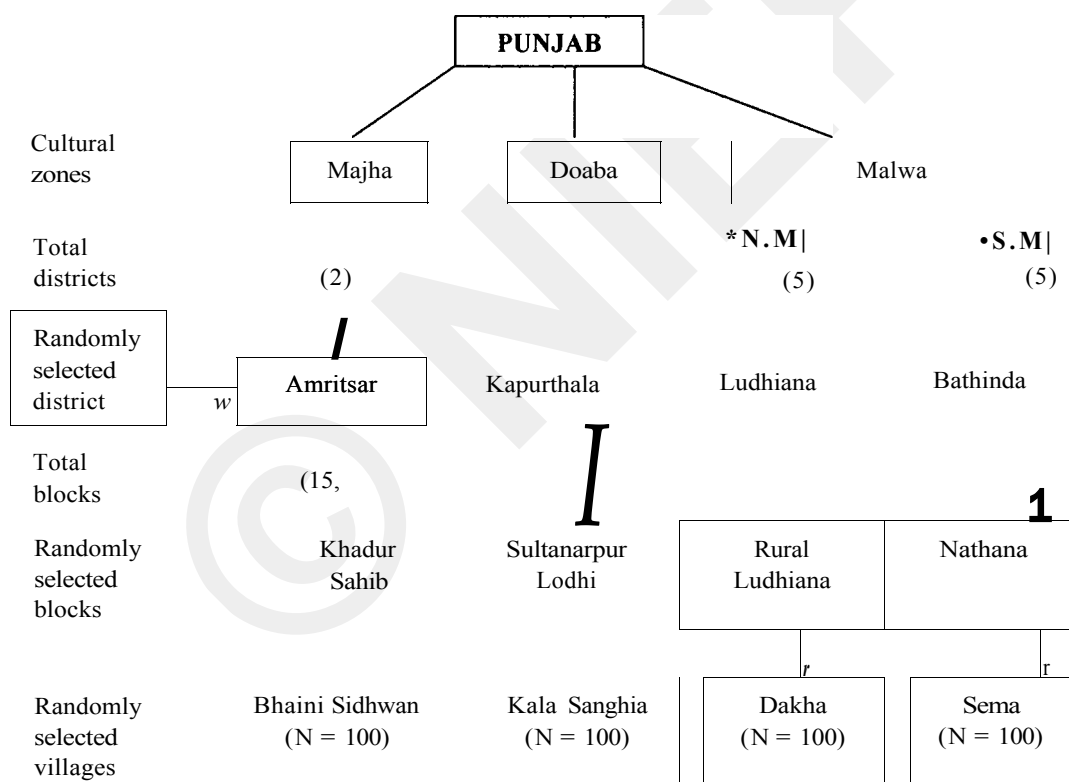 PUNJAB
Cultural
zones
Majha
Doaba
Malwa
*N.M|
•S.M|
Total
districts
(2)
(5)
(5)
Randomly
selected
district
w
Amritsar
Kapurthala
Ludhiana
Bathinda
Total
blocks
(15,
I
1
Randomly
selected
blocks
Khadur
Sahib
Sultanarpur
Lodhi
Rural
Ludhiana
Nathana
r
r
Randomly
selected
villages
Bhaini Sidhwan
(N = 100)
Kala Sanghia
(N = 100)
Dakha
(N = 100)
Sema
(N = 100)